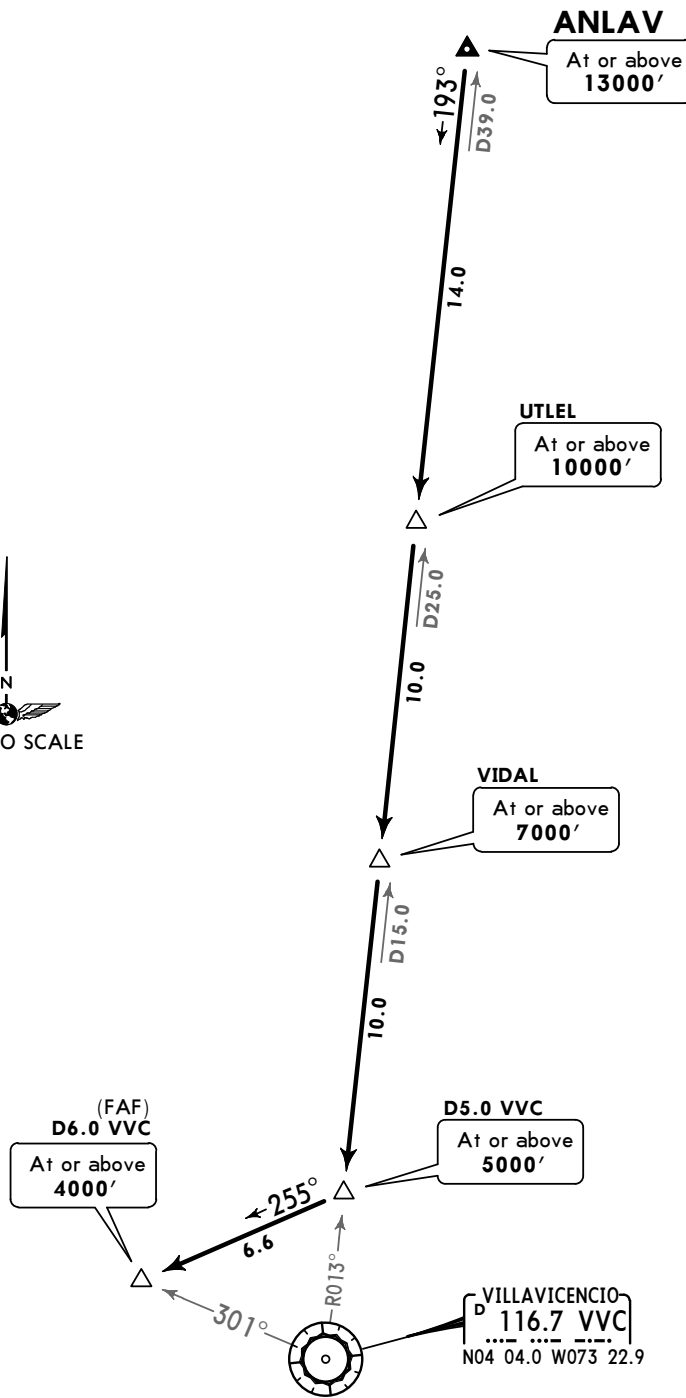 ANLAV
At or above
13000′
193°
D39.0
14.0
UTLEL
At or above
10000′
D25.0
10.0
N
O SCALE
VIDAL
At or above
7000′
D15.0
10.0
(FAF)
D6.0 VVC
At or above
4000′
D5.0 VVC
At or above
5000′
255°
6.6
R013°
301°
VILLAVICENCIO
D 116.7 VVC
N04 04.0 W073 22.9